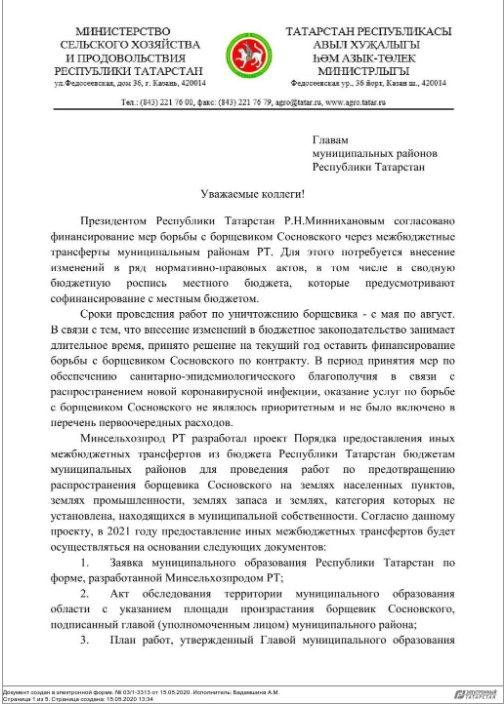 МИНИСТЕРСТВО
СЕЛЬСКОГО ХОЗЯЙСТВА
И ПРОДОВОЛЬСТВИЯ
РЕСПУБЛИКИ ТАТАРСТАН
ул.Федосеевская, дом 36, г. Казань, 420014
ТАТАРСТАН РЕСПУБЛИКАСЫ
АВЫЛ ХУҖАЛЫГЫ
ҺӘМ АЗЫК-ТӨЛЕК
МИНИСТРЛЫГЫ
Федосеевская ур., 36 йорт, Казан ш., 420014
Тел.: (843) 221 76 00, факс: (843) 221 76 79, agro@tatar.ru, www.agro.tatar.ru
Главам
муниципальных районов
Республики Татарстан
Уважаемые коллеги!
Президентом Республики Татарстан Р.Н.Миннихановым согласовано
финансирование мер борьбы с борщевиком Сосновского через межбюджетные
трансферты муниципальным районам РТ. Для этого потребуется внесение
изменений в ряд нормативно-правовых актов, в том числе в сводную
бюджетную роспись местного бюджета, которые предусматривают
софинансирование с местным бюджетом.
Сроки проведения работ по уничтожению борщевика - с мая по август.
В связи с тем, что внесение изменений в бюджетное законодательство занимает
длительное время, принято решение на текущий год оставить финансирование
борьбы с борщевиком Сосновского по контракту. В период принятия мер по
обеспечению санитарно-эпидемиологического благополучия в связи с
распространением новой коронавирусной инфекции, оказание услуг по борьбе
с борщевиком Сосновского не являлось приоритетным и не было включено в
перечень первоочередных расходов.
Минсельхозпрод РТ разработал проект Порядка предоставления иных
межбюджетных трансфертов из бюджета Республики Татарстан бюджетам
муниципальных районов для проведения работ по предотвращению
распространения борщевика Сосновского на землях населенных пунктов,
землях промышленности, землях запаса и землях, категория которых не
установлена, находящихся в муниципальной собственности. Согласно данному
проекту, в 2021 году предоставление иных межбюджетных трансфертов будет
осуществляться на основании следующих документов:
1. Заявка муниципального образования Республики Татарстан по
форме, разработанной Минсельхозпродом РТ;
2. Акт обследования территории муниципального образования
области с указанием площади произрастания борщевик Сосновский,
подписанный главой (уполномоченным лицом) муниципального района;
3. План работ, утвержденный Главой муниципального образования
Документ создан в электронной форме. № 03/1-3313 от 15.05.2020. Исполнитель: Бадамшина А.М.
Страница 1 из 5. Страница создана: 15.05.2020 13:34
ЭЛЕКТРОННЫЙ
ТАТАРСТАН